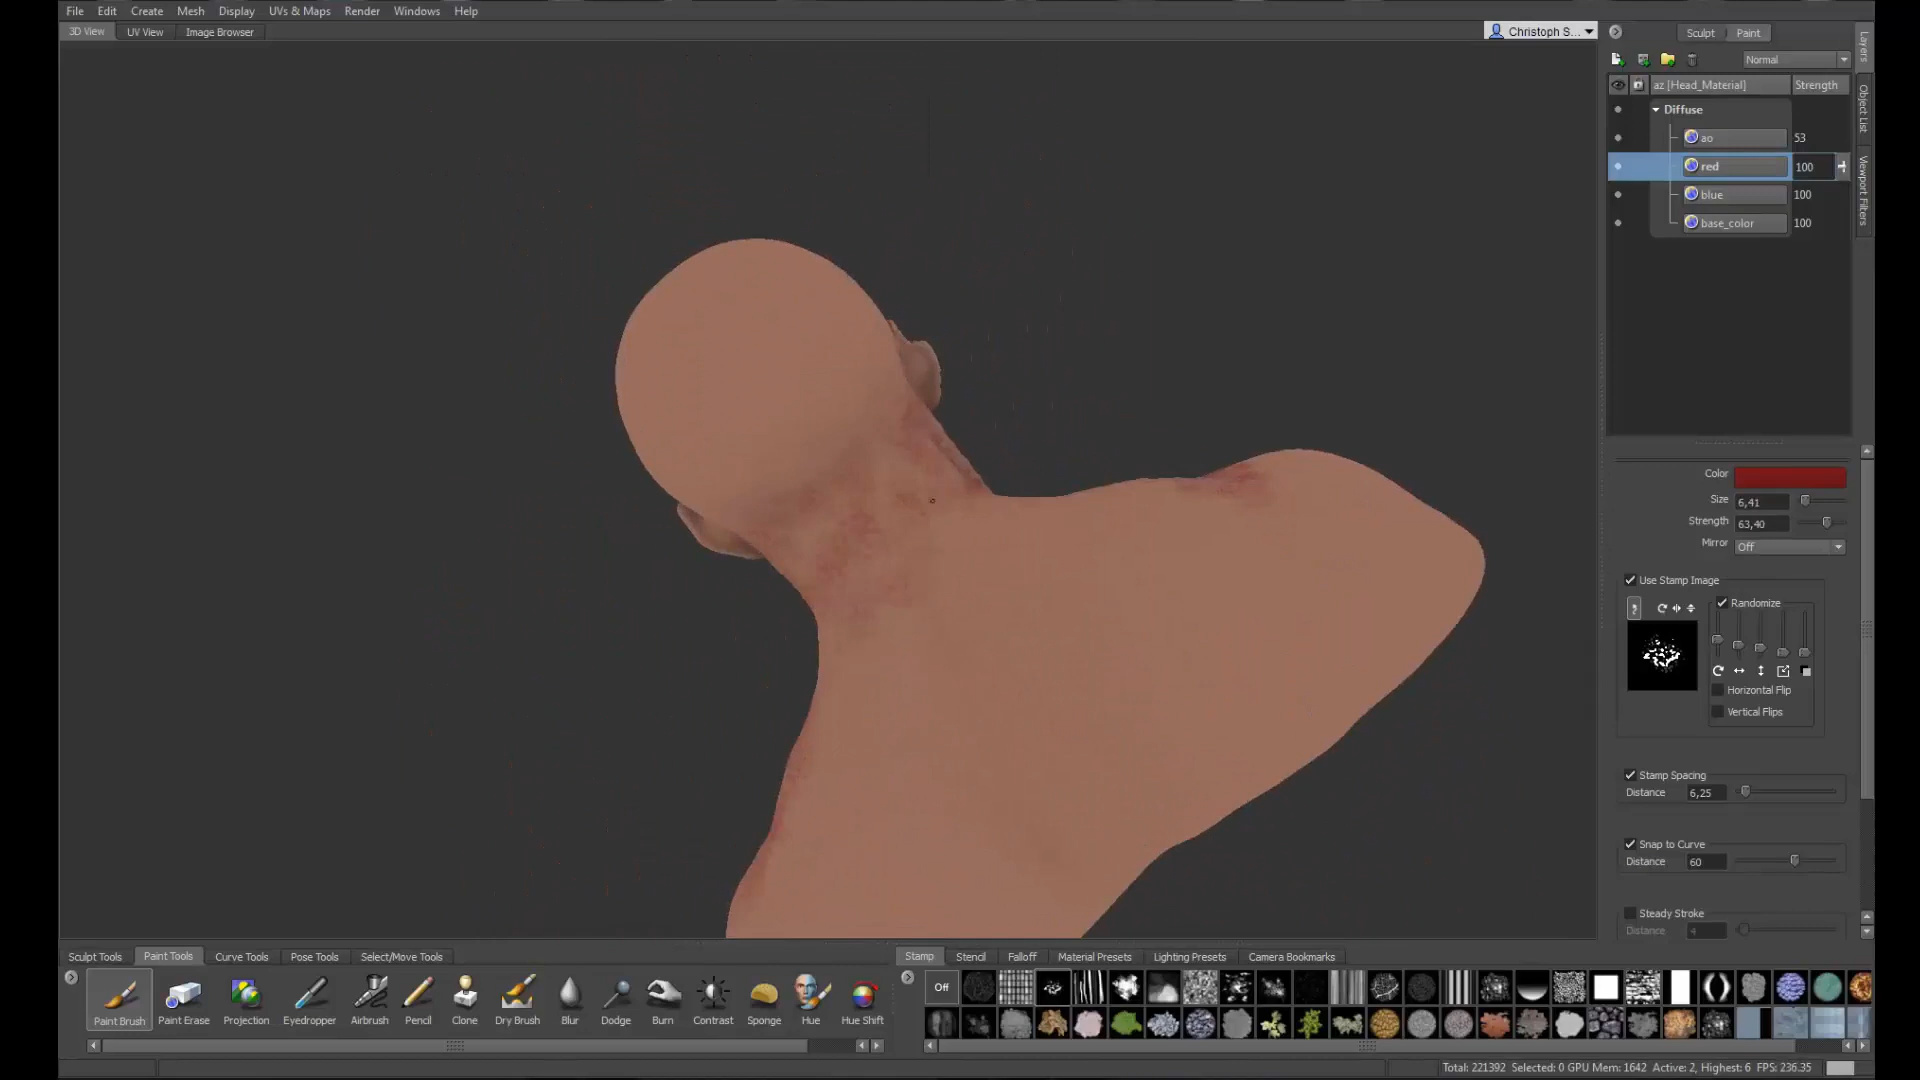 File Edit Create Mesh Display UVs & Maps Render Windows Help
3D View UV View Image Browser
Christoph S...
Sculpt Paint
Normal
az [Head_Material] Strength
Diffuse
ao 53
red 100
blue 100
base_color 100
Layers
Object List
Viewport Filters
Color
Size 6,41
Strength 63,40
Mirror Off
Use Stamp Image
Randomize
Horizontal Flip
Vertical Flips
Stamp Spacing
Distance 6,25
Snap to Curve
Distance 60
Steady Stroke
Distance 4
Sculpt Tools Paint Tools Curve Tools Pose Tools Select/Move Tools
Paint Brush Paint Erase Projection Eyedropper Airbrush Pencil Clone Dry Brush Blur Dodge Burn Contrast Sponge Hue Hue Shift
Stamp Stencil Falloff Material Presets Lighting Presets Camera Bookmarks
Off
Total: 221392 Selected: 0 GPU Mem: 1642 Active: 2, Highest: 6 FPS: 236.35